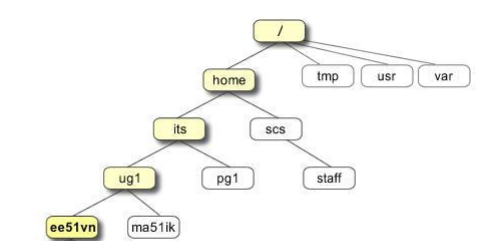 /
home tmp usr var
its scs
ug1 pg1 staff
ee51vn ma51ik